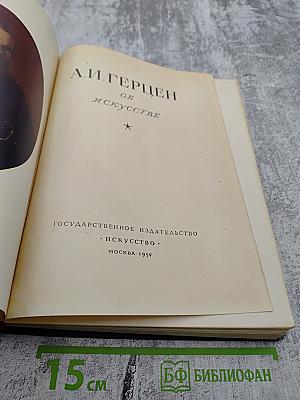 А.И.ГЕРЦЕН
ОБ
ИСКУССТВЕ
ГОСУДАРСТВЕННОЕ ИЗДАТЕЛЬСТВО
·ИСКУССТВО·
МОСКВА·1954
15 см
БФ БИБЛИОФАН